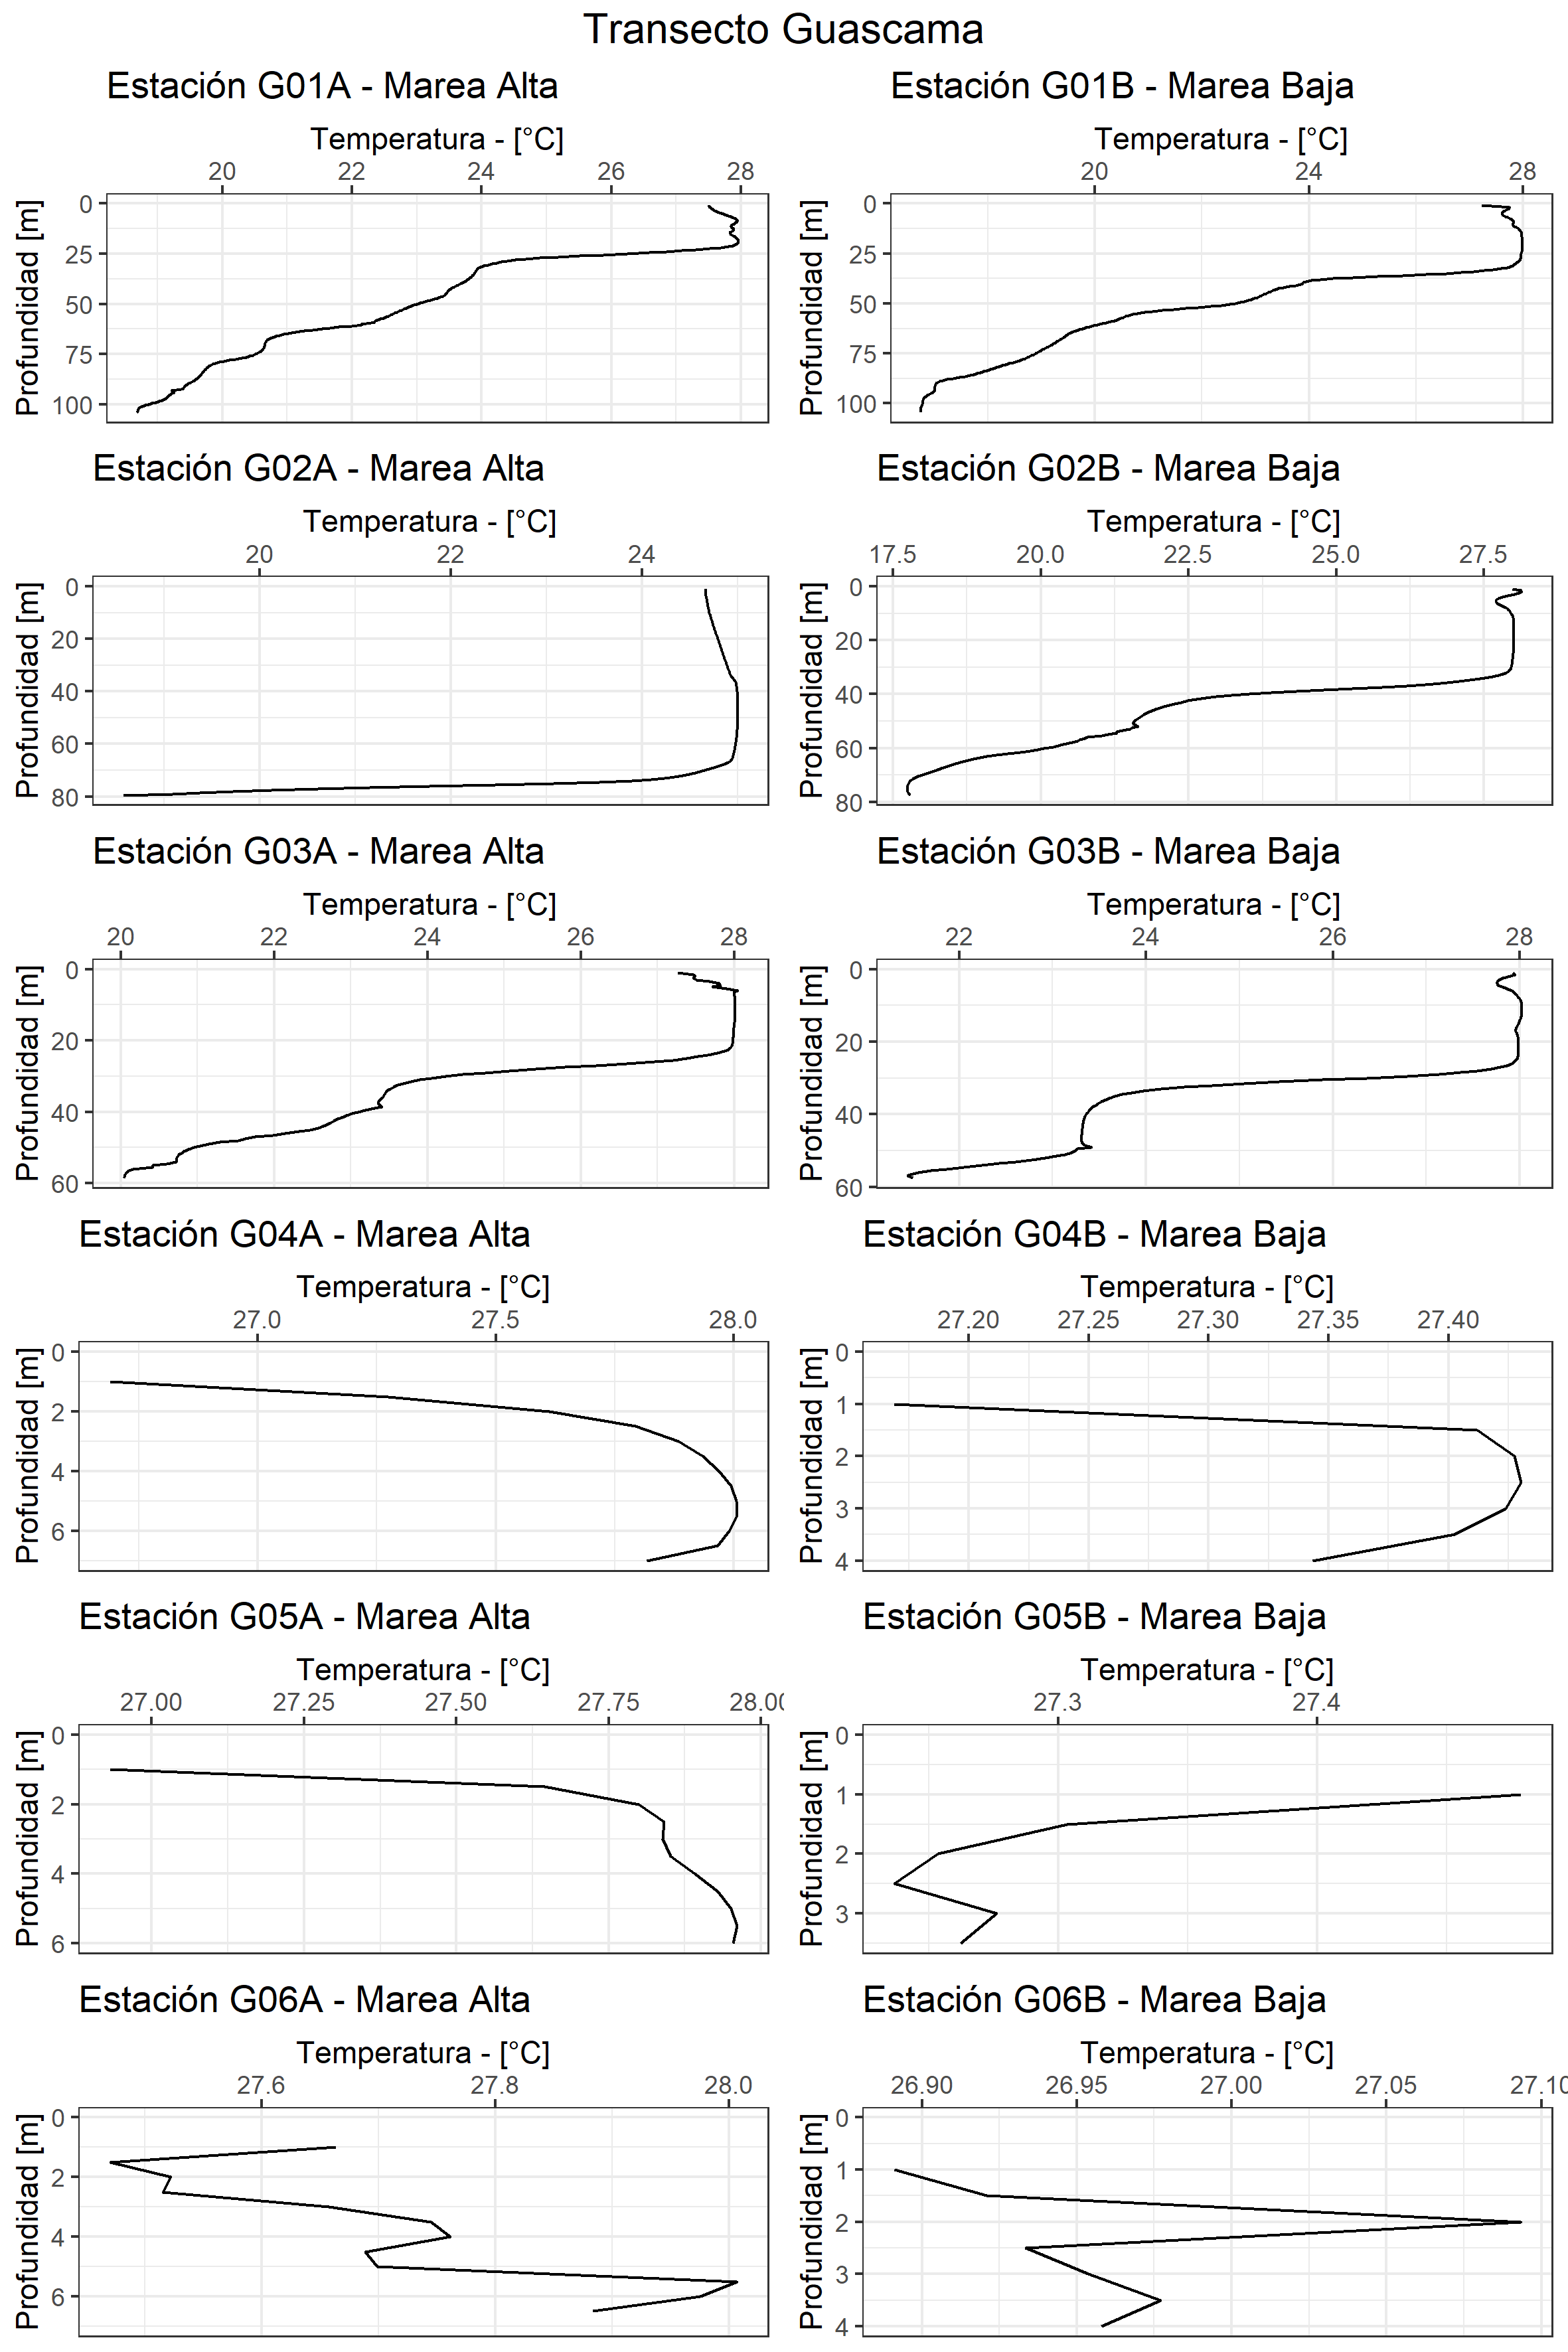 Transecto Guascama
Estación G01A - Marea Alta
Temperatura - [°C]
20 22 24 26 28
Profundidad [m]
0
25
50
75
100
Estación G01B - Marea Baja
Temperatura - [°C]
20 24 28
Profundidad [m]
0
25
50
75
100
Estación G02A - Marea Alta
Temperatura - [°C]
20 22 24
Profundidad [m]
0
20
40
60
80
Estación G02B - Marea Baja
Temperatura - [°C]
17.5 20.0 22.5 25.0 27.5
Profundidad [m]
0
20
40
60
80
Estación G03A - Marea Alta
Temperatura - [°C]
20 22 24 26 28
Profundidad [m]
0
20
40
60
Estación G03B - Marea Baja
Temperatura - [°C]
22 24 26 28
Profundidad [m]
0
20
40
60
Estación G04A - Marea Alta
Temperatura - [°C]
27.0 27.5 28.0
Profundidad [m]
0
2
4
6
Estación G04B - Marea Baja
Temperatura - [°C]
27.20 27.25 27.30 27.35 27.40
Profundidad [m]
0
1
2
3
4
Estación G05A - Marea Alta
Temperatura - [°C]
27.00 27.25 27.50 27.75 28.00
Profundidad [m]
0
2
4
6
Estación G05B - Marea Baja
Temperatura - [°C]
27.3 27.4
Profundidad [m]
0
1
2
3
Estación G06A - Marea Alta
Temperatura - [°C]
27.6 27.8 28.0
Profundidad [m]
0
2
4
6
Estación G06B - Marea Baja
Temperatura - [°C]
26.90 26.95 27.00 27.05 27.10
Profundidad [m]
0
1
2
3
4